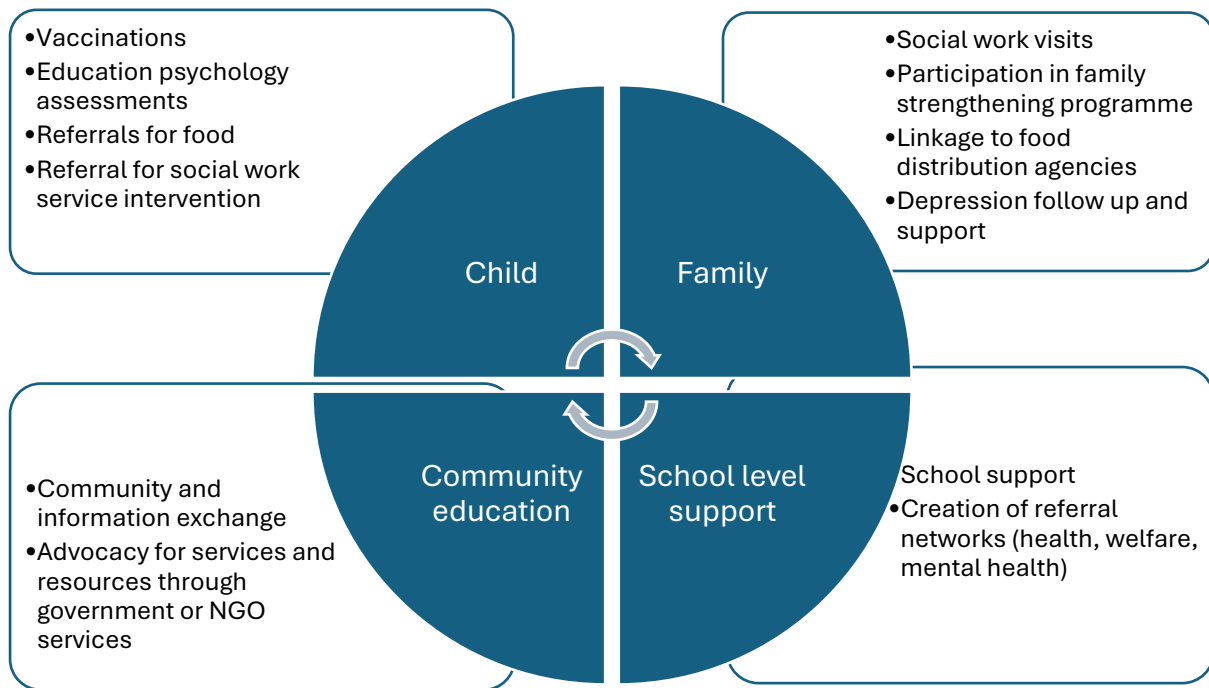 •Vaccinations
•Education psychology
assessments
•Referrals for food
•Referral for social work
service intervention
•Social work visits
•Participation in family
strengthening programme
•Linkage to food
distribution agencies
•Depression follow up and
support
Child
Family
Community
education
School level
support
•Community and
information exchange
•Advocacy for services and
resources through
government or NGO
services
School support
•Creation of referral
networks (health, welfare,
mental health)